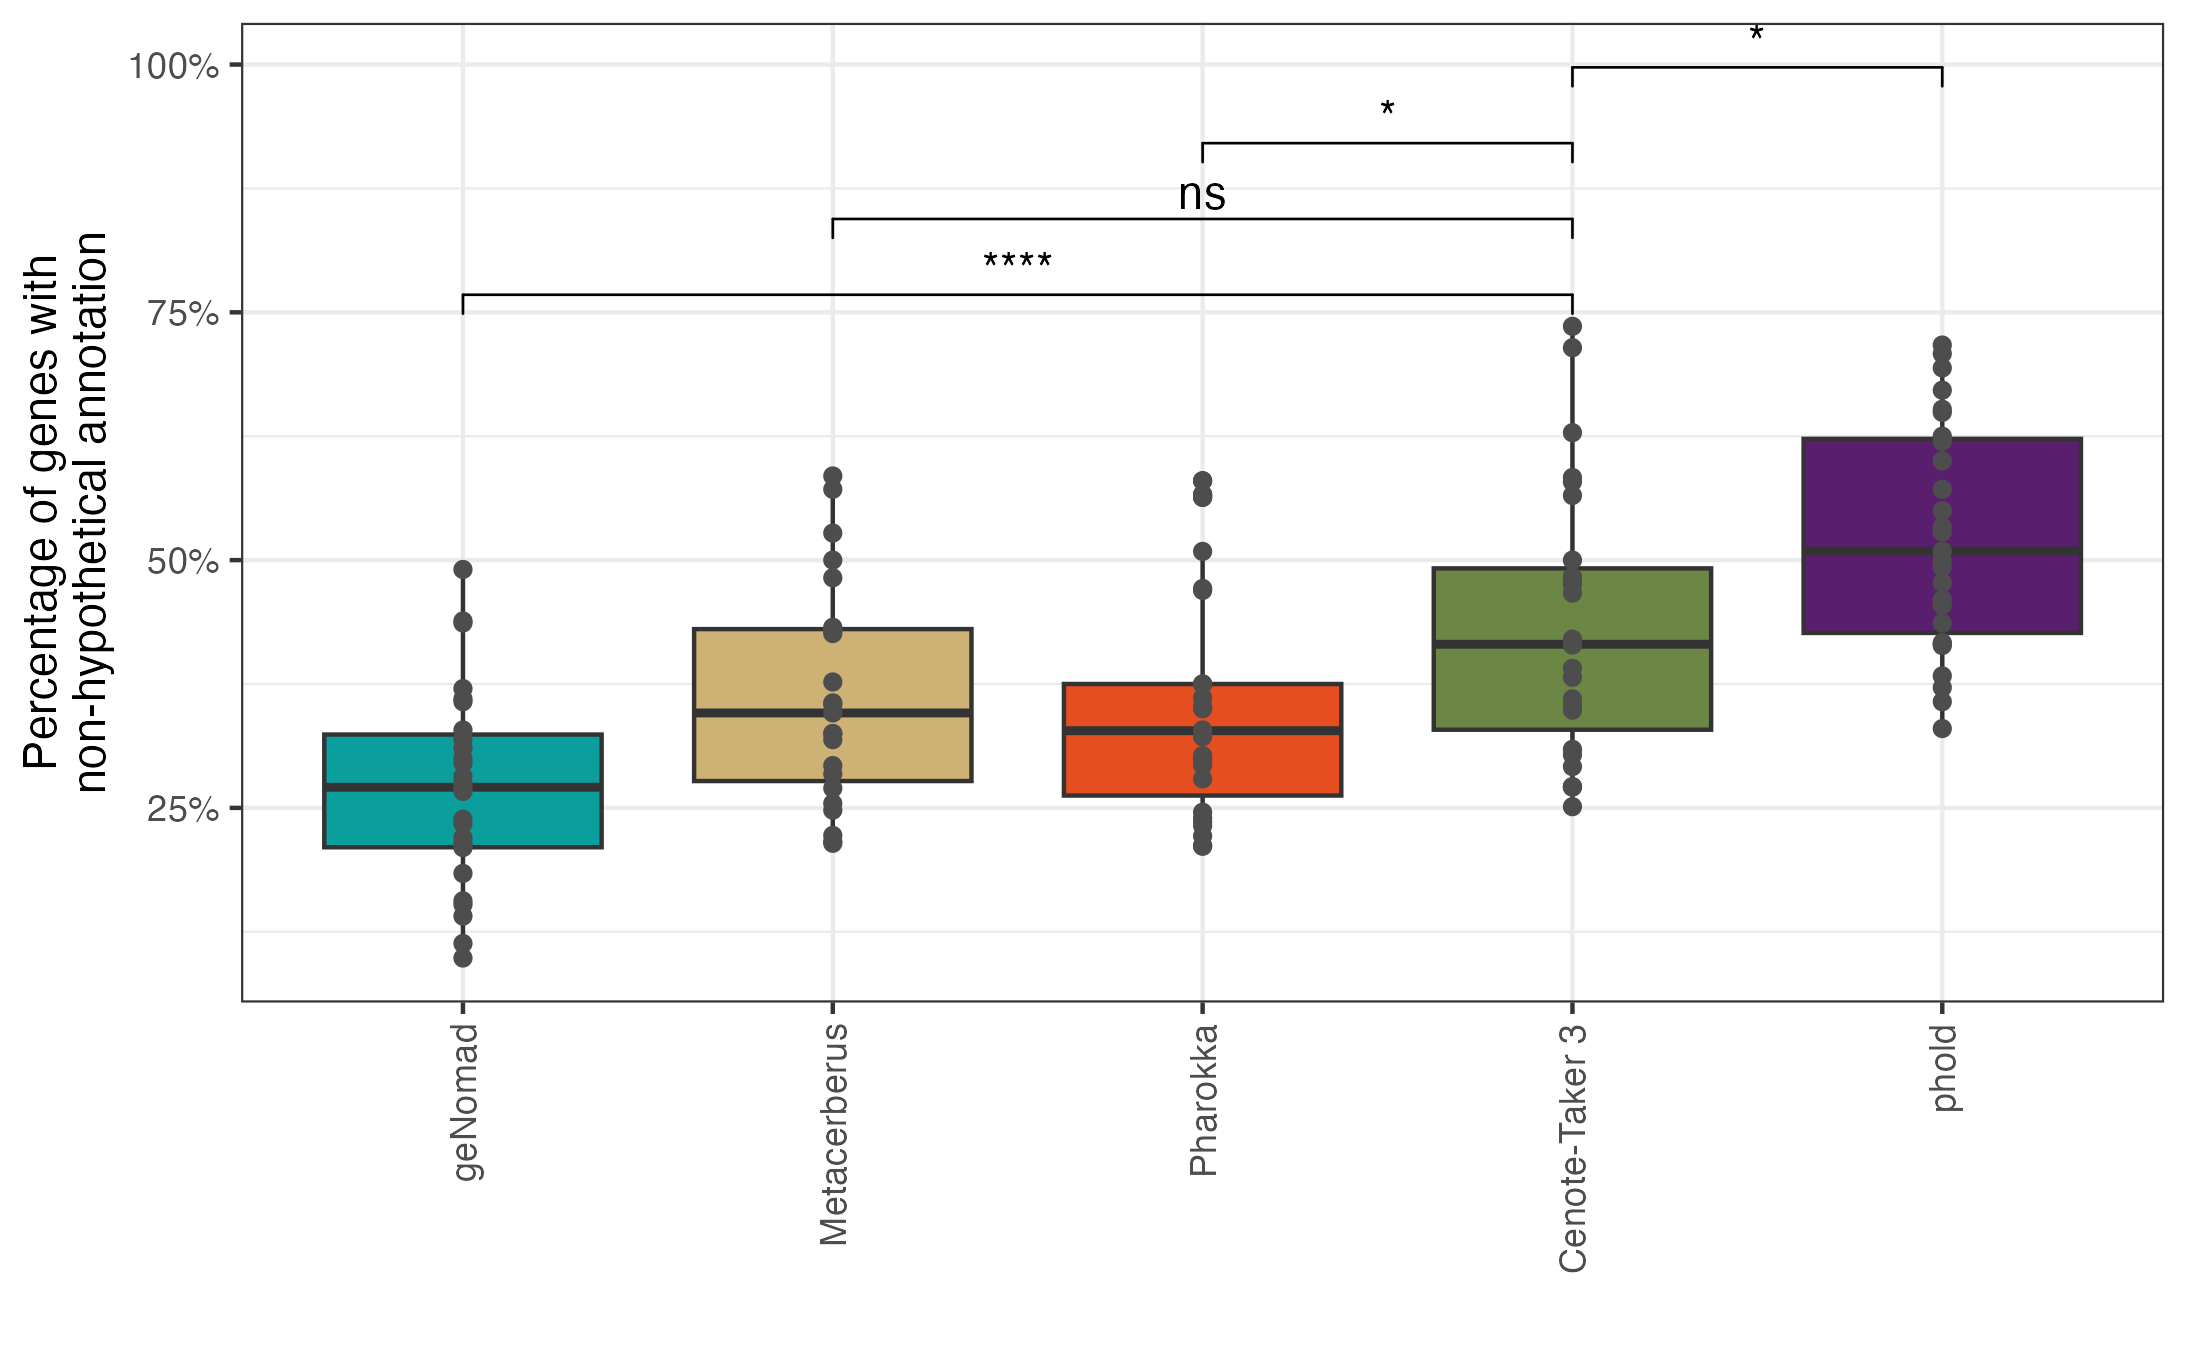 Percentage of genes with
non-hypothetical annotation
100%
75%
50%
25%
*
*
ns
****
geNomad
Metacerberus
Pharokka
Cenote-Taker 3
phold